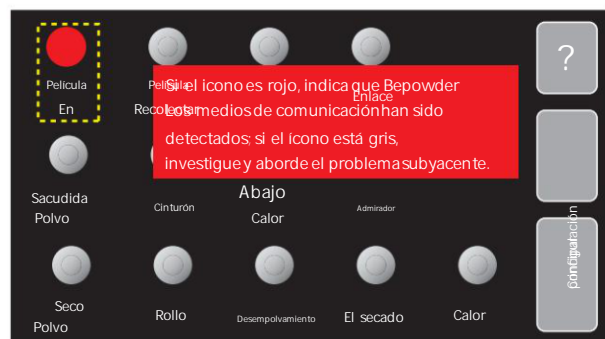 ?
Película
En
Película
Recolectar
Enlace
Si el icono es rojo, indica que Bepowder
Los medios de comunicación han sido
detectados; si el ícono está gris,
investigue y aborde el problema subyacente.
Sacudida
Polvo
Cinturón
Abajo
Calor
Admirador
configuración
Seco
Polvo
Rollo
Desempolvamiento
El secado
Calor